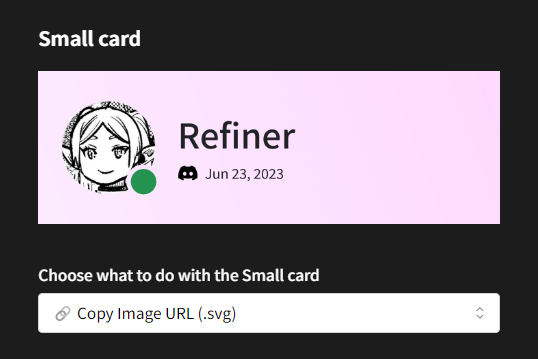 Small card
Refiner
Jun 23, 2023
Choose what to do with the Small card
Copy Image URL (.svg)